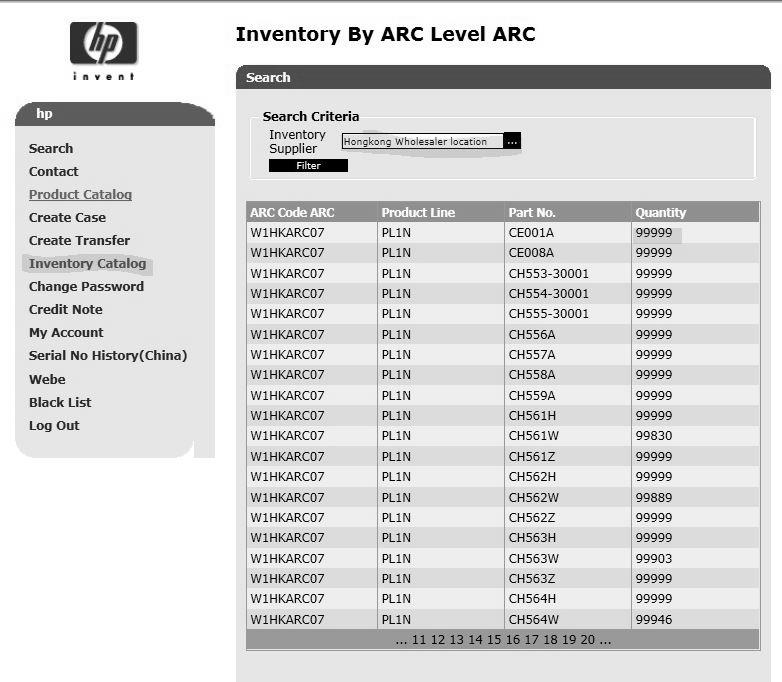 hp
invent
Inventory By ARC Level ARC
hp
Search
Contact
Product Catalog
Create Case
Create Transfer
Inventory Catalog
Change Password
Credit Note
My Account
Serial No History(China)
Webe
Black List
Log Out
Search
Search Criteria
Inventory Supplier
Hongkong Wholesaler location ...
Filter
ARC Code ARC Product Line Part No. Quantity
W1HKARC07 PL1N CE001A 99999
W1HKARC07 PL1N CE008A 99999
W1HKARC07 PL1N CH553-30001 99999
W1HKARC07 PL1N CH554-30001 99999
W1HKARC07 PL1N CH555-30001 99999
W1HKARC07 PL1N CH556A 99999
W1HKARC07 PL1N CH557A 99999
W1HKARC07 PL1N CH558A 99999
W1HKARC07 PL1N CH559A 99999
W1HKARC07 PL1N CH561H 99999
W1HKARC07 PL1N CH561W 99830
W1HKARC07 PL1N CH561Z 99999
W1HKARC07 PL1N CH562H 99999
W1HKARC07 PL1N CH562W 99889
W1HKARC07 PL1N CH562Z 99999
W1HKARC07 PL1N CH563H 99999
W1HKARC07 PL1N CH563W 99903
W1HKARC07 PL1N CH563Z 99999
W1HKARC07 PL1N CH564H 99999
W1HKARC07 PL1N CH564W 99946
... 11 12 13 14 15 16 17 18 19 20 ...